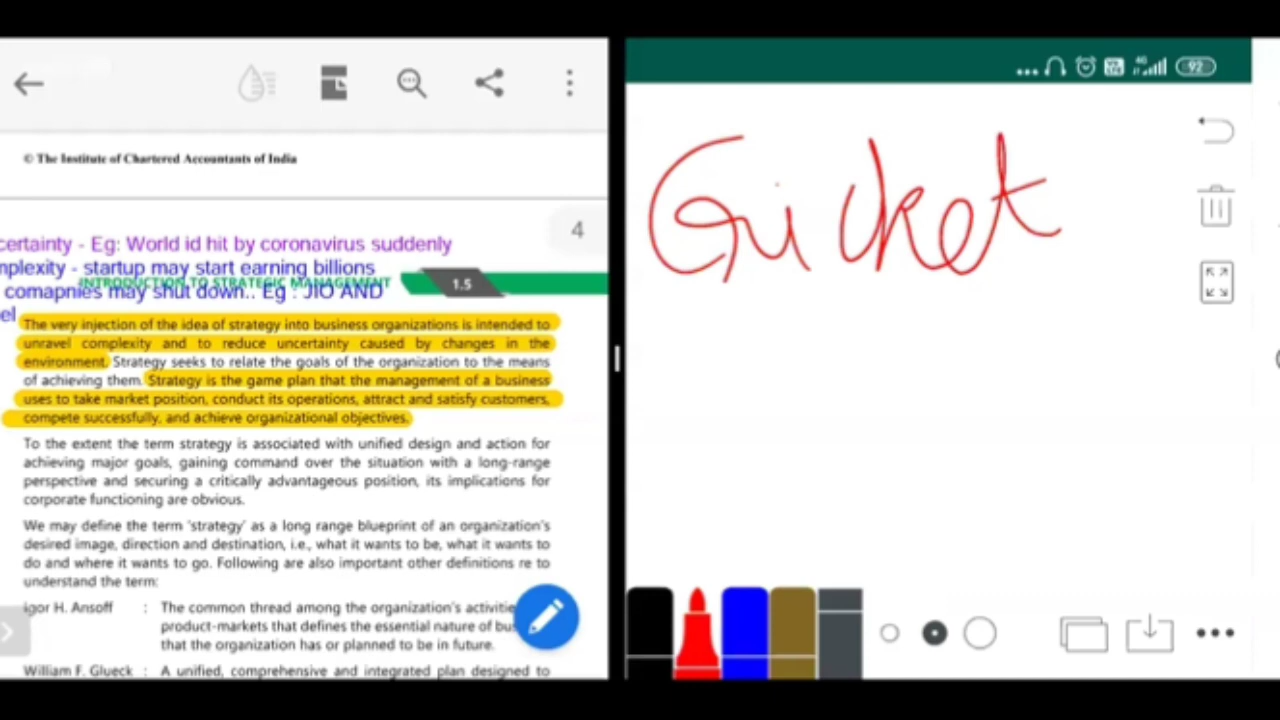 © The Institute of Chartered Accountants of India
4
certainty - Eg: World id hit by coronavirus suddenly
mplexity - startup may start earning billions
INTRODUCTION TO STRATEGIC MANAGEMENT 1.5
comapnies may shut down.. Eg : JIO AND
el
The very injection of the idea of strategy into business organizations is intended to
unravel complexity and to reduce uncertainty caused by changes in the
environment. Strategy seeks to relate the goals of the organization to the means
of achieving them. Strategy is the game plan that the management of a business
uses to take market position, conduct its operations, attract and satisfy customers,
compete successfully, and achieve organizational objectives.
To the extent the term strategy is associated with unified design and action for
achieving major goals, gaining command over the situation with a long-range
perspective and securing a critically advantageous position, its implications for
corporate functioning are obvious.
We may define the term 'strategy' as a long range blueprint of an organization's
desired image, direction and destination, i.e., what it wants to be, what it wants to
do and where it wants to go. Following are also important other definitions re to
understand the term:
Igor H. Ansoff : The common thread among the organization's activitie
product-markets that defines the essential nature of bu
that the organization has or planned to be in future.
William F. Glueck : A unified, comprehensive and integrated plan designed to
4G 92
Cricket